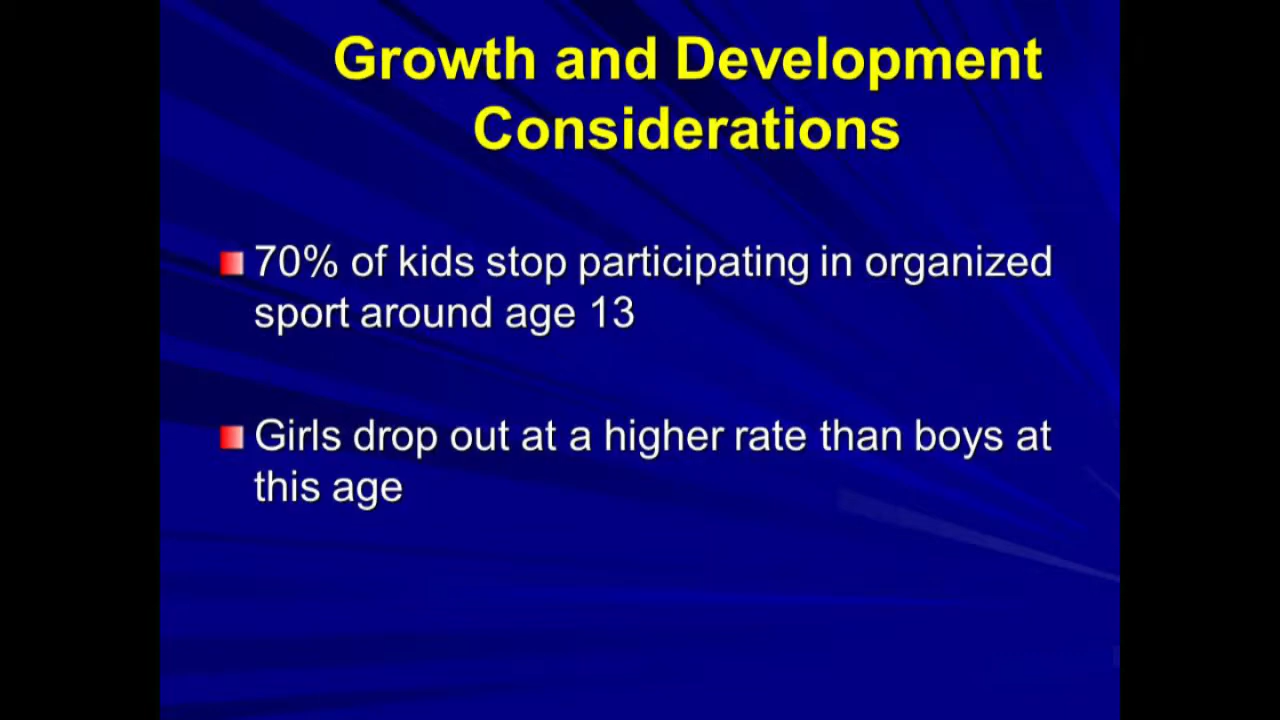 Growth and Development
Considerations
70% of kids stop participating in organized
sport around age 13
Girls drop out at a higher rate than boys at
this age